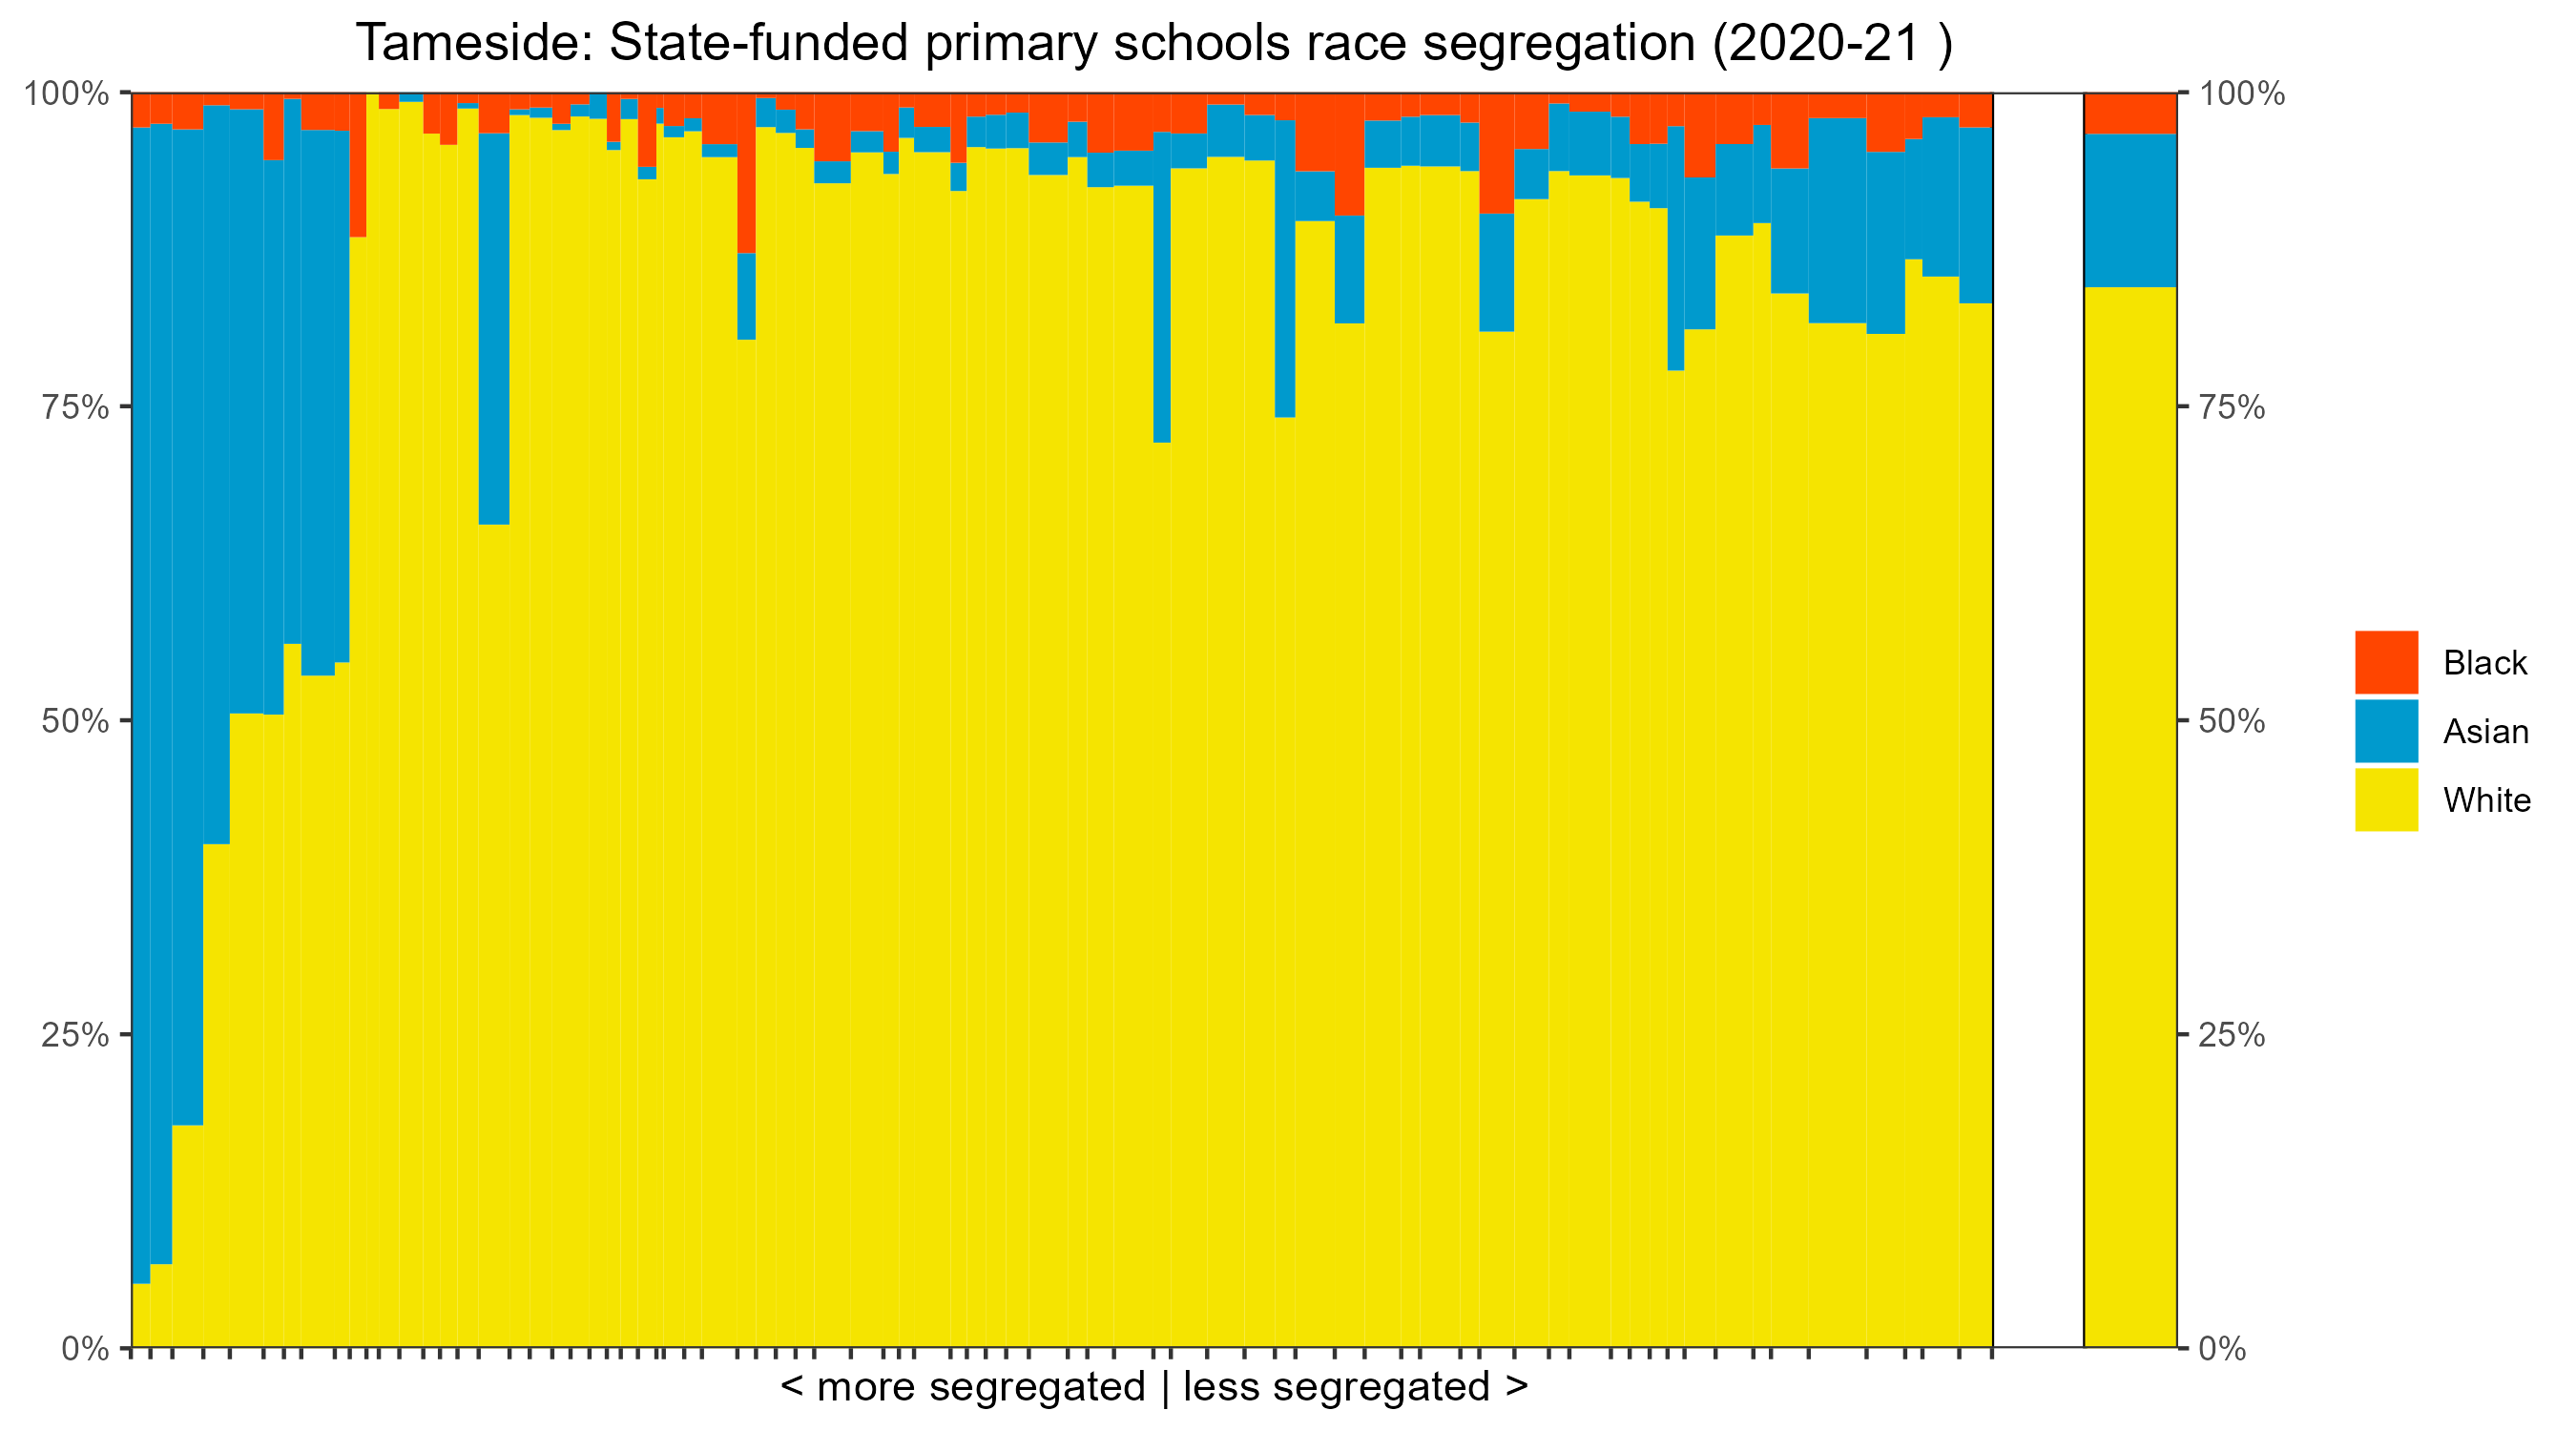 Tameside: State-funded primary schools race segregation (2020-21 )
100%
75%
50%
25%
0%
100%
75%
50%
25%
0%
Black
Asian
White
< more segregated | less segregated >